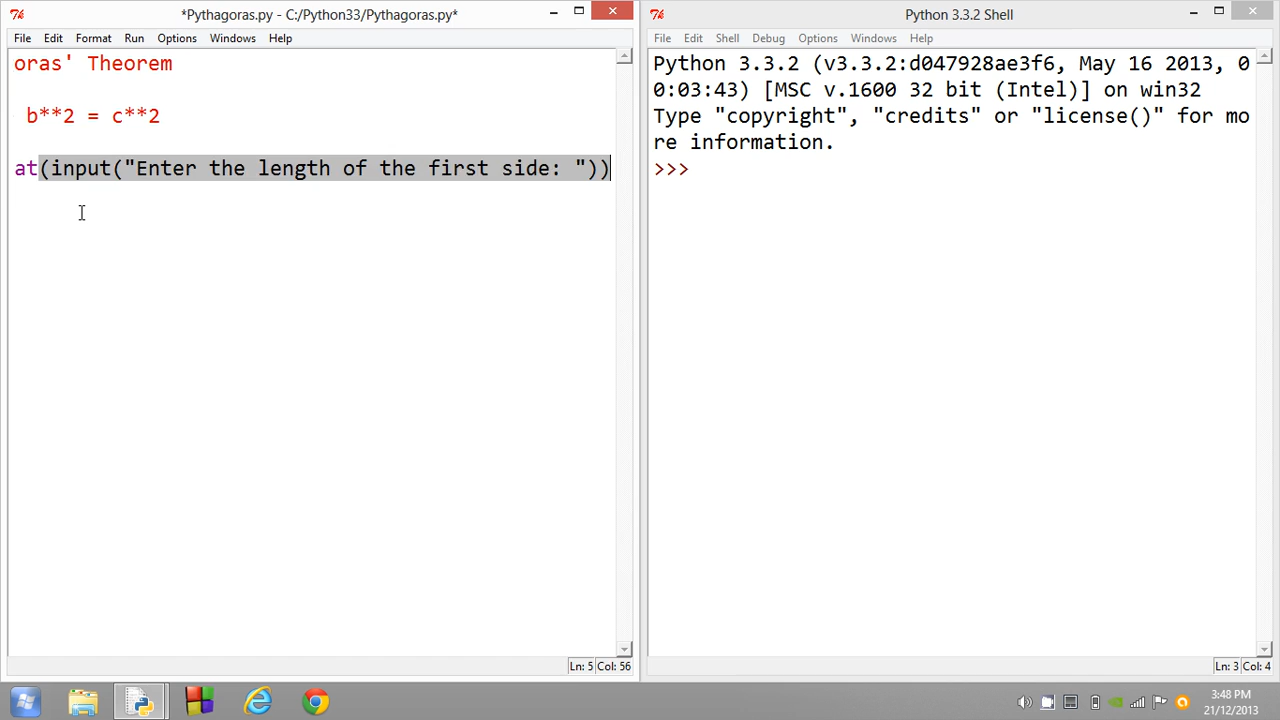 *Pythagoras.py - C:/Python33/Pythagoras.py*
File Edit Format Run Options Windows Help
oras' Theorem
b**2 = c**2
at(input("Enter the length of the first side: "))
Ln: 5 Col: 56
Python 3.3.2 Shell
File Edit Shell Debug Options Windows Help
Python 3.3.2 (v3.3.2:d047928ae3f6, May 16 2013, 0
0:03:43) [MSC v.1600 32 bit (Intel)] on win32
Type "copyright", "credits" or "license()" for mo
re information.
>>>
Ln: 3 Col: 4
3:48 PM
21/12/2013